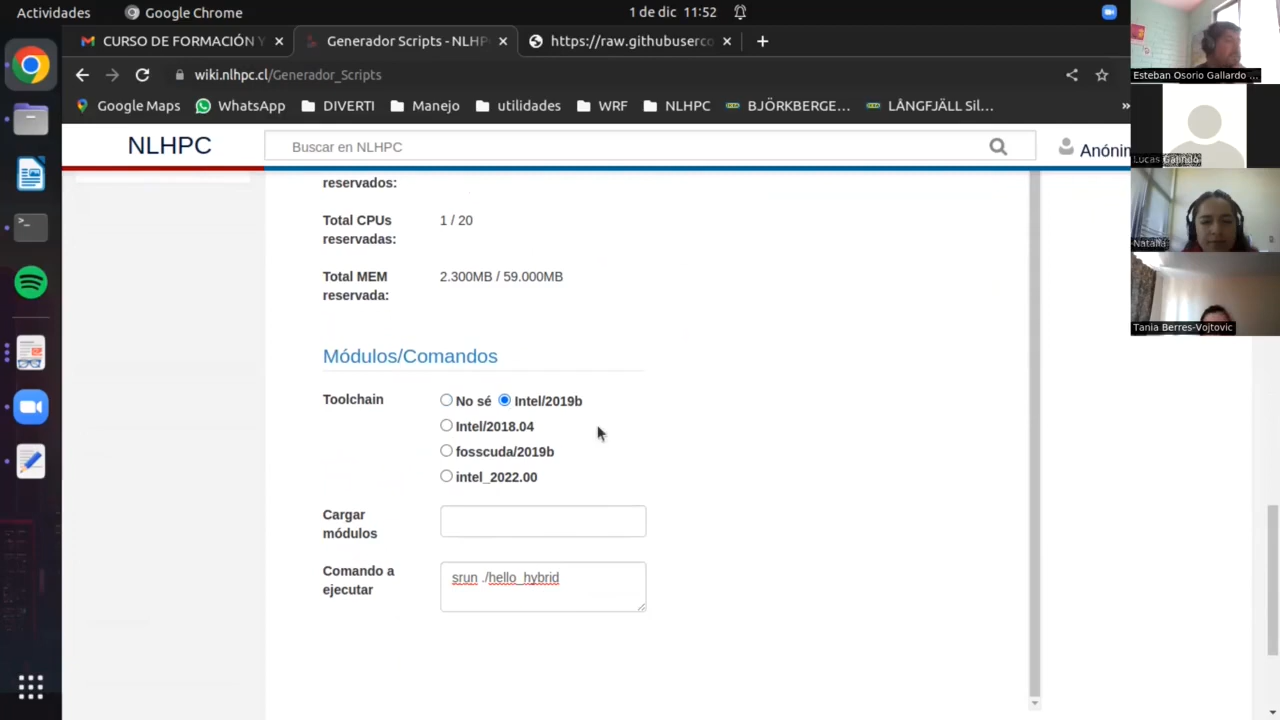 Actividades
Google Chrome
1 de dic 11:52
CURSO DE FORMACIÓN Y
Generador Scripts - NLHP
https://raw.githubuserco
wiki.nlhpc.cl/Generador_Scripts
Google Maps
WhatsApp
DIVERTI
Manejo
utilidades
WRF
NLHPC
BJÖRKBERGE...
LÅNGFJÄLL Sil...
»
NLHPC
Buscar en NLHPC
Anónim
reservados:
Total CPUs
reservadas:
1 / 20
Total MEM
reservada:
2.300MB / 59.000MB
Módulos/Comandos
Toolchain
No sé
Intel/2019b
Intel/2018.04
fosscuda/2019b
intel_2022.00
Cargar
módulos
Comando a
ejecutar
srun ./hello_hybrid
Esteban Osorio Gallardo ...
Lucas Galindo
Natalia
Tania Berres-Vojtovic